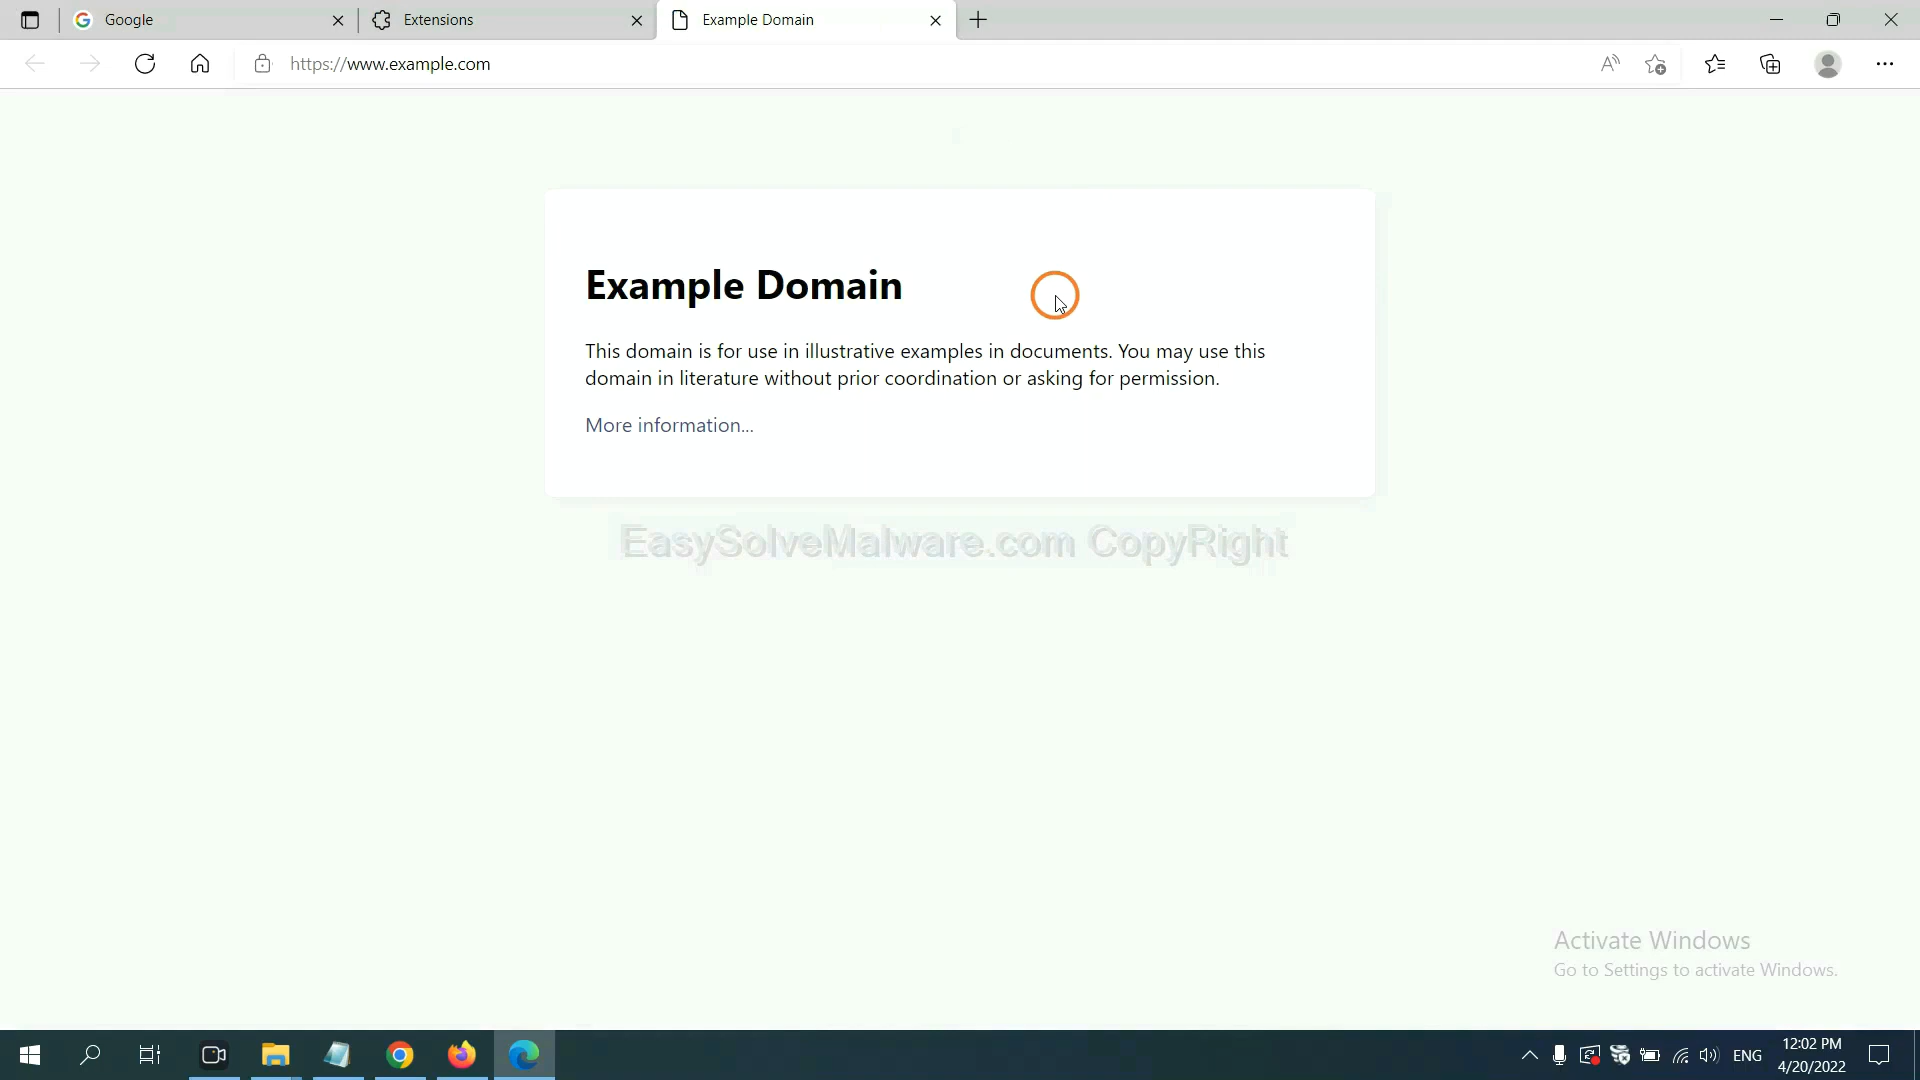 Google
Extensions
Example Domain
https://www.example.com
Example Domain
This domain is for use in illustrative examples in documents. You may use this
domain in literature without prior coordination or asking for permission.
More information...
EasySolveMalware.com CopyRight
Activate Windows
Go to Settings to activate Windows.
ENG
12:02 PM
4/20/2022